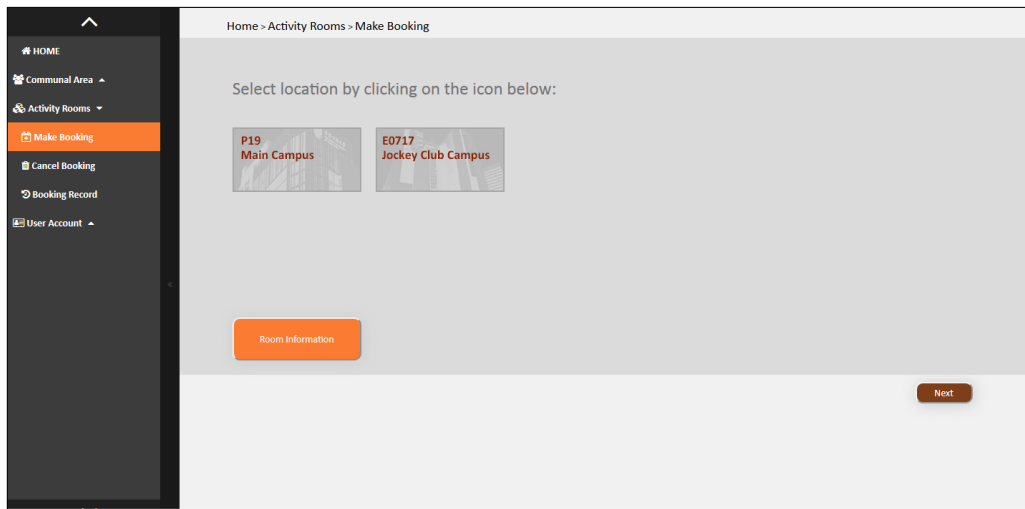 HOME
Communal Area
Activity Rooms
Make Booking
Cancel Booking
Booking Record
User Account
Home > Activity Rooms > Make Booking
Select location by clicking on the icon below:
P19
Main Campus
E0717
Jockey Club Campus
Room Information
Next